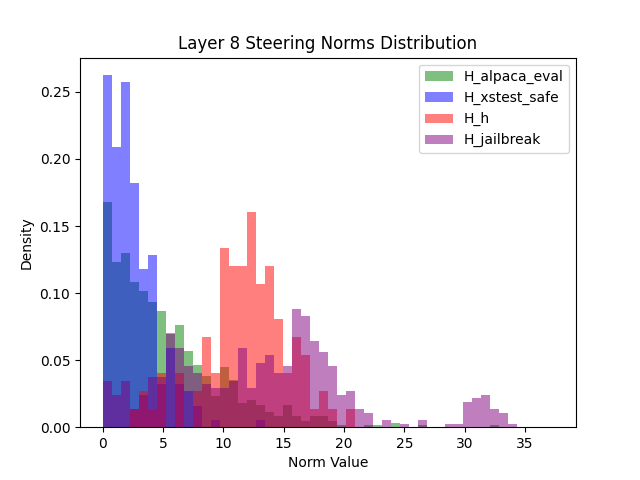 Layer 8 Steering Norms Distribution
H_alpaca_eval
H_xstest_safe
H_h
H_jailbreak
Density
0.25
0.20
0.15
0.10
0.05
0.00
0 5 10 15 20 25 30 35
Norm Value